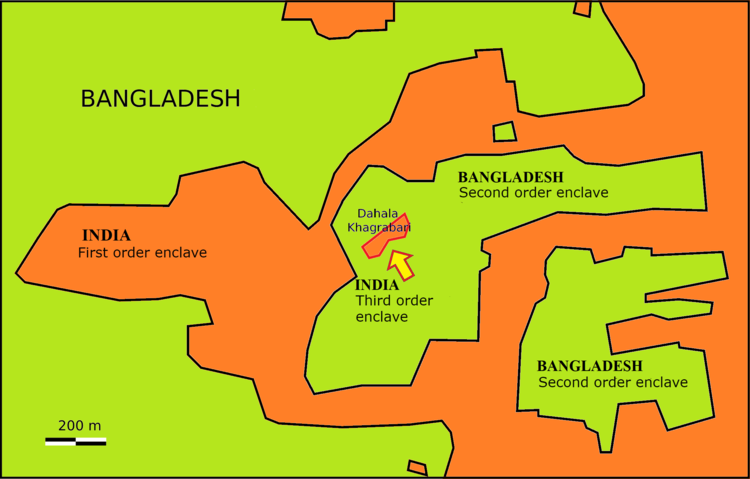 BANGLADESH
BANGLADESH
Second order enclave
Dahala
Khagrabari
INDIA
First order enclave
INDIA
Third order
enclave
BANGLADESH
Second order enclave
200 m